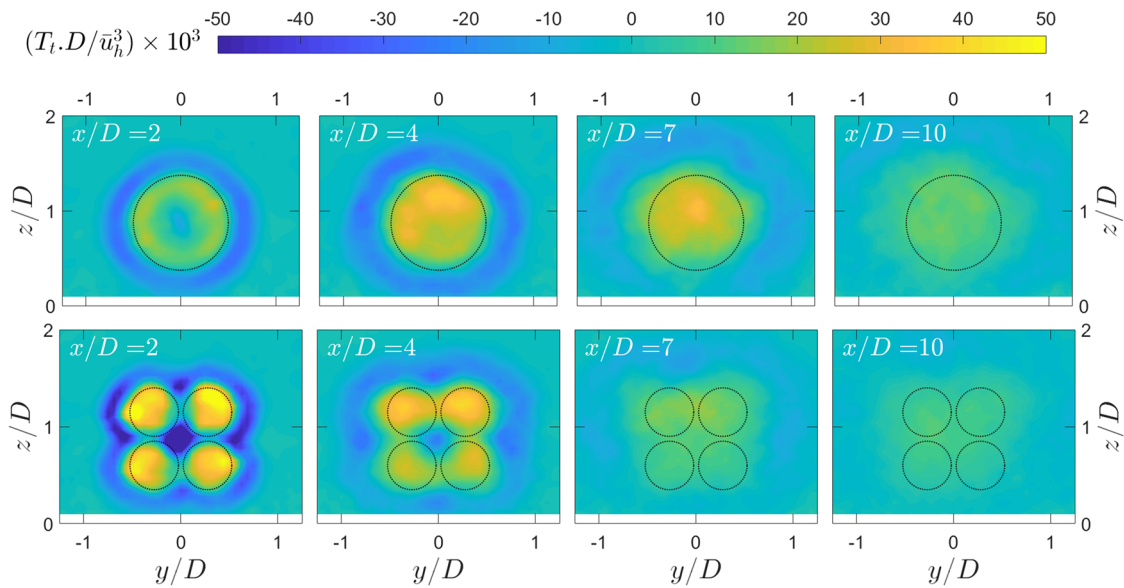 (T_t.D/ū_h^3) × 10^3
-50 -40 -30 -20 -10 0 10 20 30 40 50
-1 0 1 -1 0 1 -1 0 1 -1 0 1
2 x/D =2 x/D =4 x/D =7 x/D =10 2
z/D 1 1 z/D
0 0
2 x/D =2 x/D =4 x/D =7 x/D =10 2
z/D 1 1 z/D
0 0
-1 0 1 -1 0 1 -1 0 1 -1 0 1
y/D y/D y/D y/D